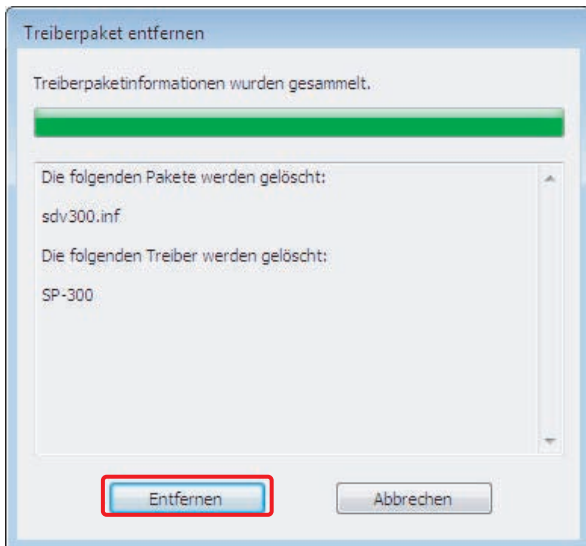 Treiberpaket entfernen
Treiberpaketinformationen wurden gesammelt.
Die folgenden Pakete werden gelöscht:
sdv300.inf
Die folgenden Treiber werden gelöscht:
SP-300
Entfernen
Abbrechen